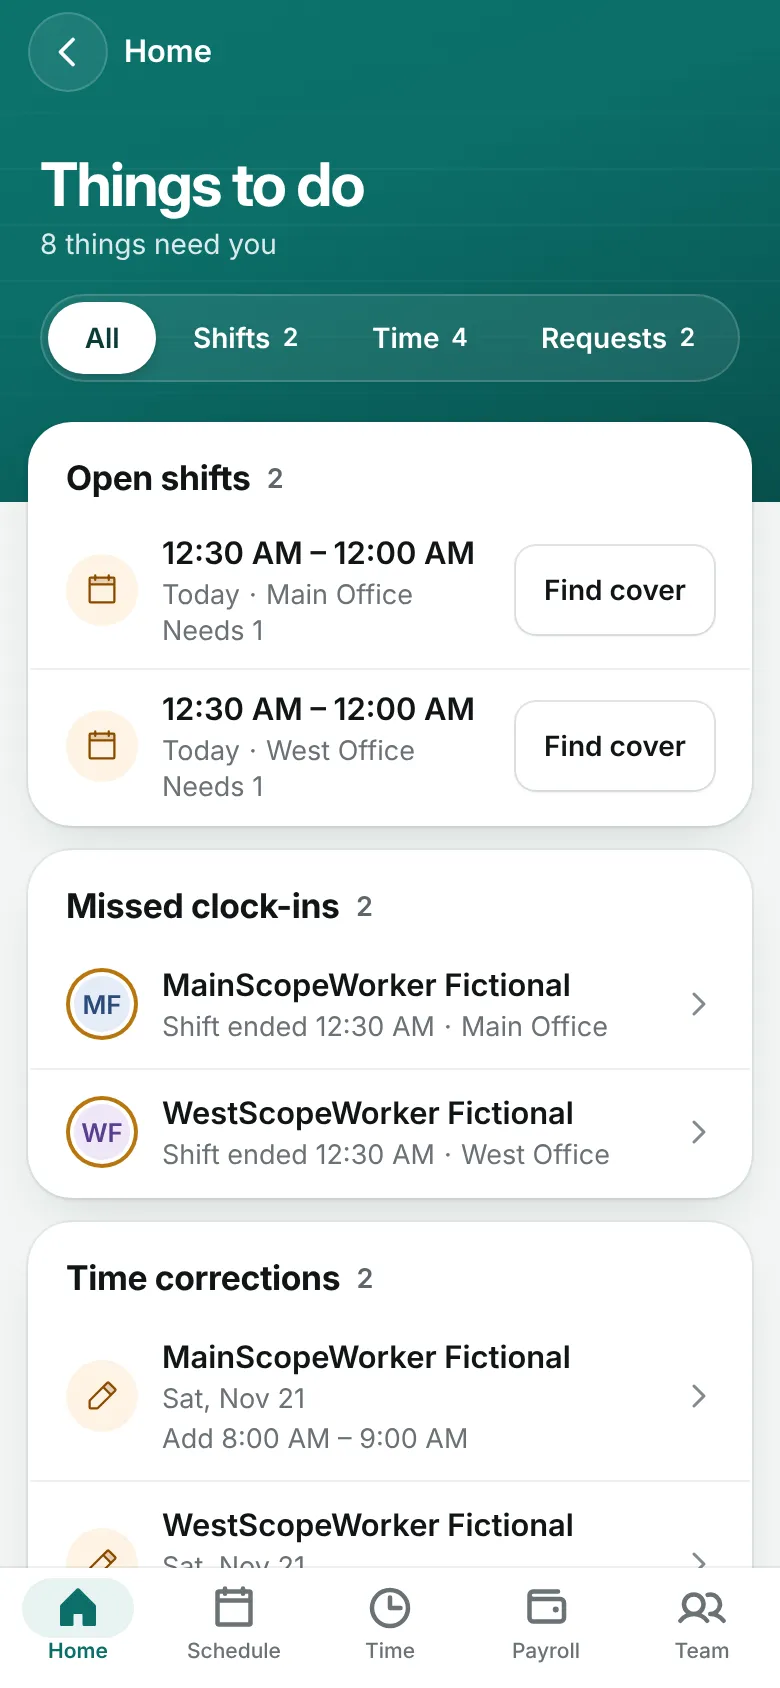 Home
Things to do
8 things need you
All Shifts 2 Time 4 Requests 2
Open shifts 2
12:30 AM – 12:00 AM
Today · Main Office
Needs 1
Find cover
12:30 AM – 12:00 AM
Today · West Office
Needs 1
Find cover
Missed clock-ins 2
MF
MainScopeWorker Fictional
Shift ended 12:30 AM · Main Office
WF
WestScopeWorker Fictional
Shift ended 12:30 AM · West Office
Time corrections 2
MainScopeWorker Fictional
Sat, Nov 21
Add 8:00 AM – 9:00 AM
WestScopeWorker Fictional
Sat, Nov 21
Home Schedule Time Payroll Team